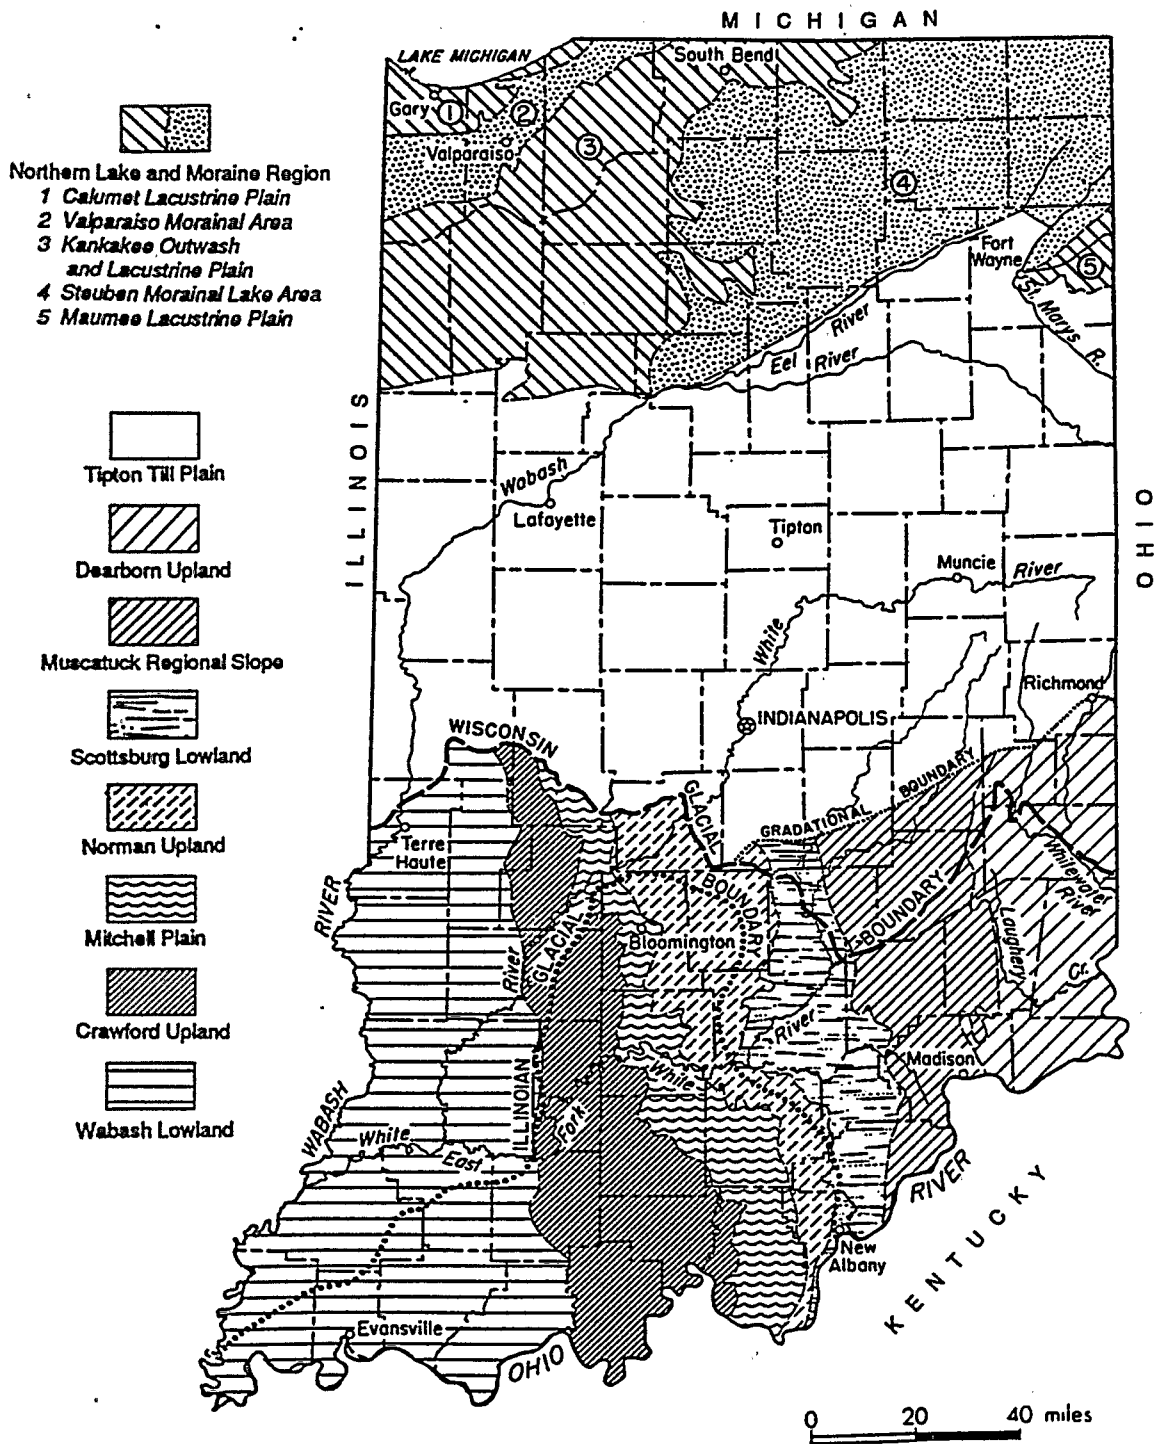 MICHIGAN
LAKE MICHIGAN
South Bend
Gary
1
2
Valparaiso
3
4
Fort
Wayne
5
St. Marys R.
Northern Lake and Moraine Region
1 Calumet Lacustrine Plain
2 Valparaiso Morainal Area
3 Kankakee Outwash
and Lacustrine Plain
4 Steuben Morainal Lake Area
5 Maumee Lacustrine Plain
Eel River
River
ILLINOIS
Tipton Till Plain
Wabash
Lafayette
Tipton
OHIO
Dearborn Upland
Muncie
River
White
Muscatuck Regional Slope
Richmond
INDIANAPOLIS
WISCONSIN
GLACIAL
BOUNDARY
GRADATIONAL BOUNDARY
Scottsburg Lowland
Terre
Haute
Norman Upland
Whitewater
River
BOUNDARY
RIVER
GLACIAL
Bloomington
Laughery
Cr.
Mitchell Plain
River
River
Crawford Upland
Madison
White
ILLINOIAN
Fork
WABASH
White
East
Wabash Lowland
RIVER
KENTUCKY
New
Albany
Evansville
OHIO
0 20 40 miles